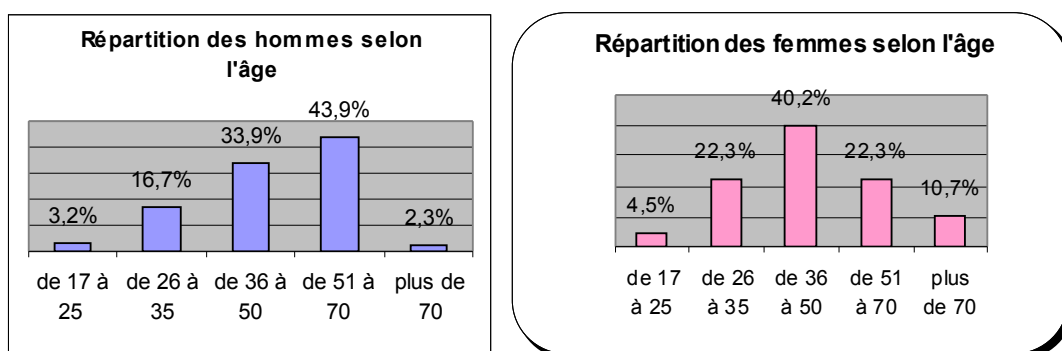 Répartition des hommes selon
l'âge
43,9%
33,9%
16,7%
3,2%
2,3%
de 17 à de 26 à de 36 à de 51 à plus de
25 35 50 70 70
Répartition des femmes selon l'âge
40,2%
22,3% 22,3%
10,7%
4,5%
de 17 de 26 de 36 de 51 plus
à 25 à 35 à 50 à 70 de 70